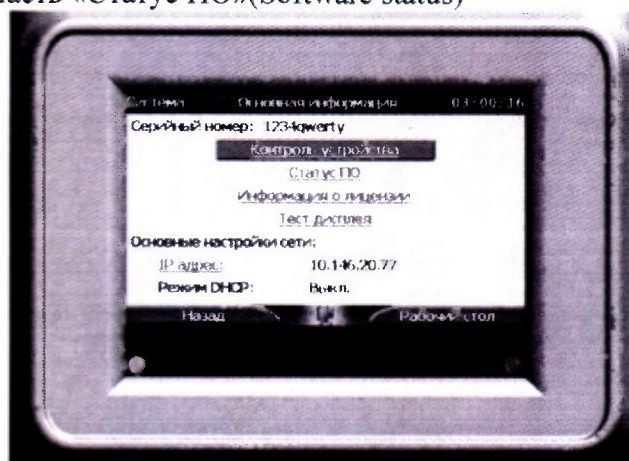 «Статус ПО»(Software status)
Система Основная информация 03:00:16
Серийный номер: 1234qwerty
Контроль устройства
Статус ПО
Информация о лицензии
Тест дисплея
Основные настройки сети:
IP адрес: 10.146.20.77
Режим DHCP: Выкл.
Назад Рабочий стол